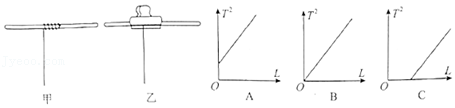 T² T² T²
O L O L O L
甲 乙 A B C